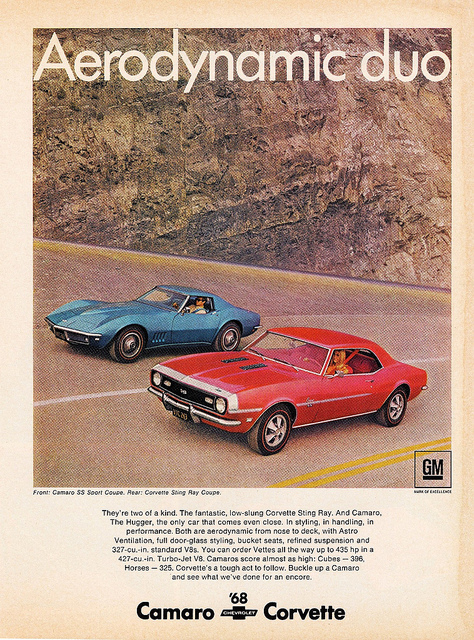 Aerodynamic duo
GM
MARK OF EXCELLENCE
Front: Camaro SS Sport Coupe. Rear: Corvette Sting Ray Coupe.
They're two of a kind. The fantastic, low-slung Corvette Sting Ray. And Camaro,
The Hugger, the only car that comes even close. In styling, in handling, in
performance. Both are aerodynamic from nose to deck, with Astro
Ventilation, full door-glass styling, bucket seats, refined suspension and
327-cu.-in. standard V8s. You can order Vettes all the way up to 435 hp in a
427-cu.-in. Turbo-Jet V8. Camaros score almost as high: Cubes — 396,
Horses — 325. Corvette's a tough act to follow. Buckle up a Camaro
and see what we've done for an encore.
'68
Camaro CHEVROLET Corvette